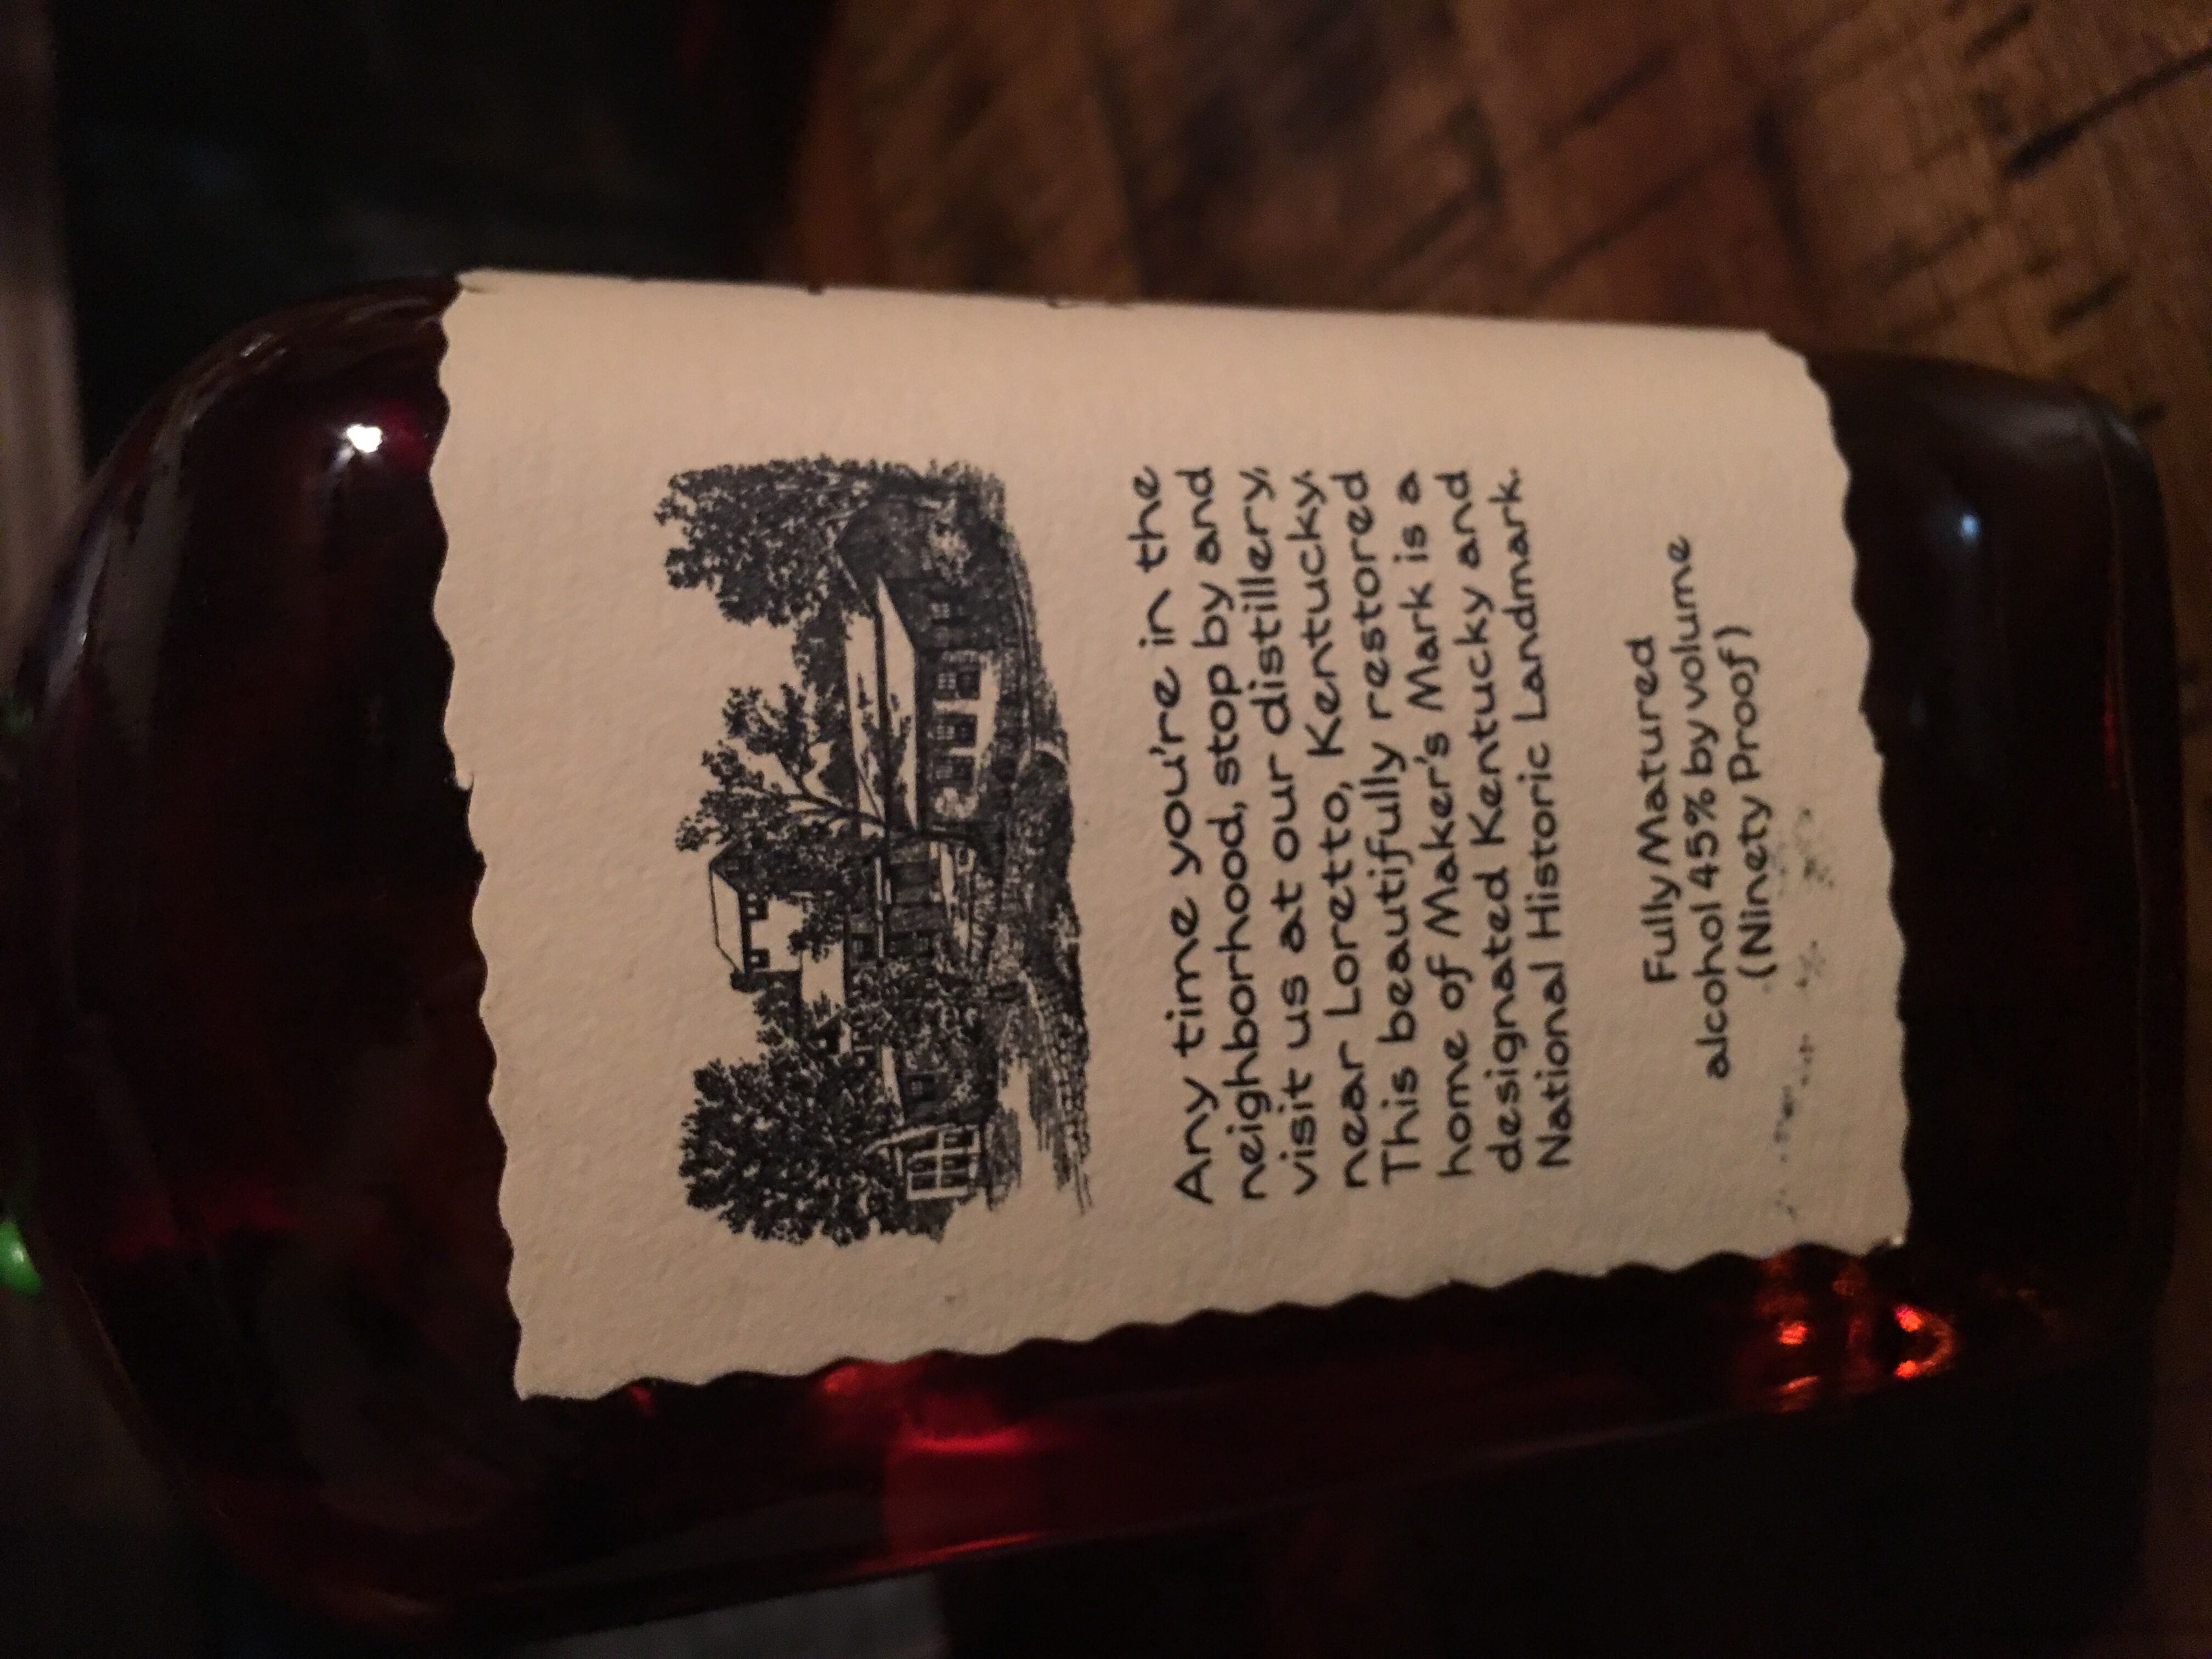 Any time you're in the
neighborhood, stop by and
visit us at our distillery,
near Loretto, Kentucky.
This beautifully restored
home of Maker's Mark is a
designated Kentucky and
National Historic Landmark.
Fully Matured
alcohol 45% by volume
(Ninety Proof)